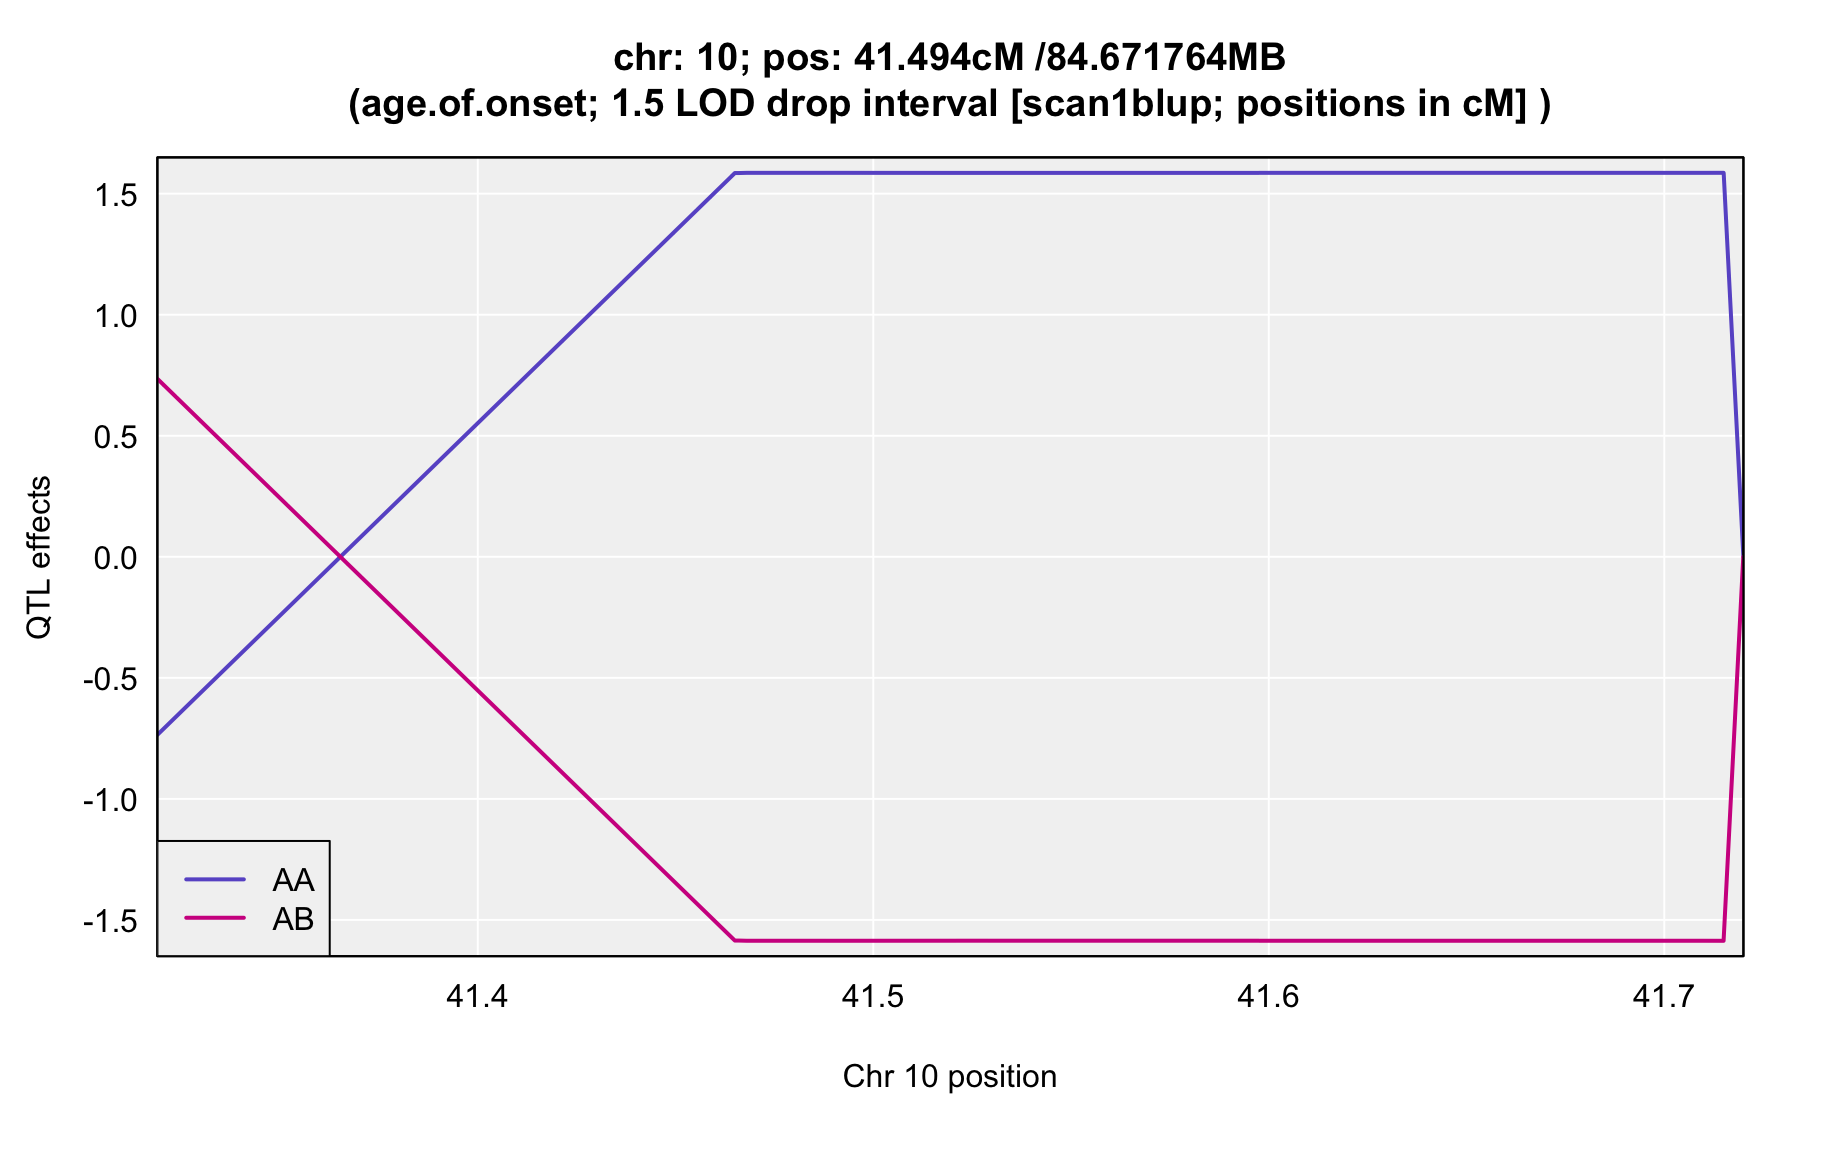 chr: 10; pos: 41.494cM /84.671764MB
(age.of.onset; 1.5 LOD drop interval [scan1blup; positions in cM] )
QTL effects
1.5
1.0
0.5
0.0
-0.5
-1.0
-1.5
AA
AB
41.4 41.5 41.6 41.7
Chr 10 position